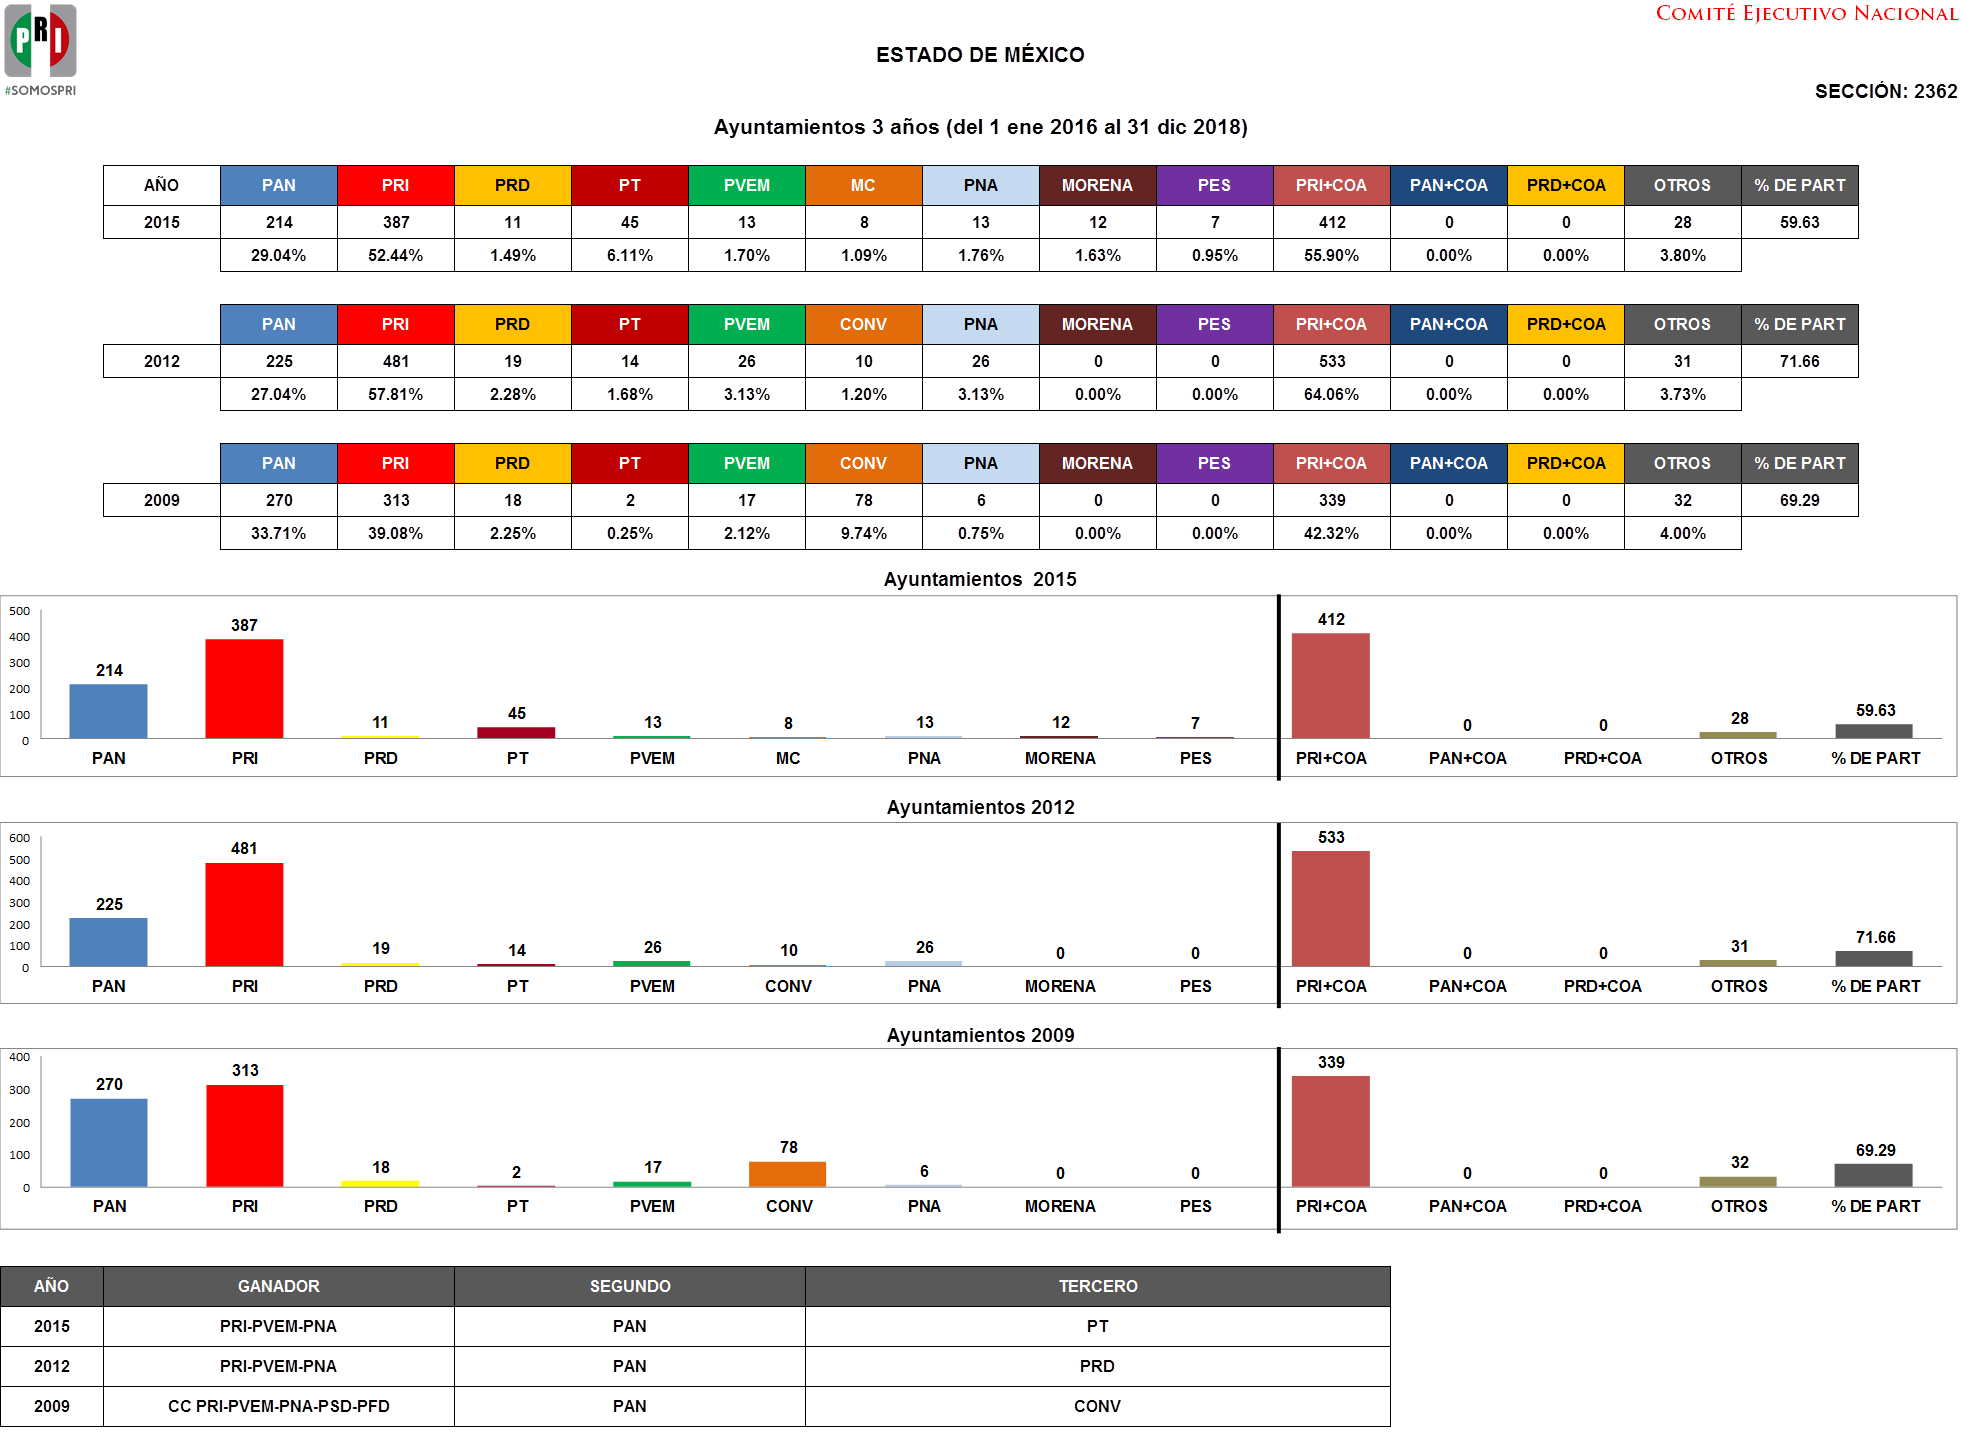 PRI
#SOMOSPRI
COMITÉ EJECUTIVO NACIONAL
ESTADO DE MÉXICO
SECCIÓN: 2362
Ayuntamientos 3 años (del 1 ene 2016 al 31 dic 2018)
AÑO PAN PRI PRD PT PVEM MC PNA MORENA PES PRI+COA PAN+COA PRD+COA OTROS % DE PART
2015 214 387 11 45 13 8 13 12 7 412 0 0 28 59.63
29.04% 52.44% 1.49% 6.11% 1.70% 1.09% 1.76% 1.63% 0.95% 55.90% 0.00% 0.00% 3.80%
PAN PRI PRD PT PVEM CONV PNA MORENA PES PRI+COA PAN+COA PRD+COA OTROS % DE PART
2012 225 481 19 14 26 10 26 0 0 533 0 0 31 71.66
27.04% 57.81% 2.28% 1.68% 3.13% 1.20% 3.13% 0.00% 0.00% 64.06% 0.00% 0.00% 3.73%
PAN PRI PRD PT PVEM CONV PNA MORENA PES PRI+COA PAN+COA PRD+COA OTROS % DE PART
2009 270 313 18 2 17 78 6 0 0 339 0 0 32 69.29
33.71% 39.08% 2.25% 0.25% 2.12% 9.74% 0.75% 0.00% 0.00% 42.32% 0.00% 0.00% 4.00%
Ayuntamientos 2015
500
400
300
200
100
0
214 387 11 45 13 8 13 12 7 412 0 0 28 59.63
PAN PRI PRD PT PVEM MC PNA MORENA PES PRI+COA PAN+COA PRD+COA OTROS % DE PART
Ayuntamientos 2012
600
500
400
300
200
100
0
225 481 19 14 26 10 26 0 0 533 0 0 31 71.66
PAN PRI PRD PT PVEM CONV PNA MORENA PES PRI+COA PAN+COA PRD+COA OTROS % DE PART
Ayuntamientos 2009
400
300
200
100
0
270 313 18 2 17 78 6 0 0 339 0 0 32 69.29
PAN PRI PRD PT PVEM CONV PNA MORENA PES PRI+COA PAN+COA PRD+COA OTROS % DE PART
AÑO GANADOR SEGUNDO TERCERO
2015 PRI-PVEM-PNA PAN PT
2012 PRI-PVEM-PNA PAN PRD
2009 CC PRI-PVEM-PNA-PSD-PFD PAN CONV